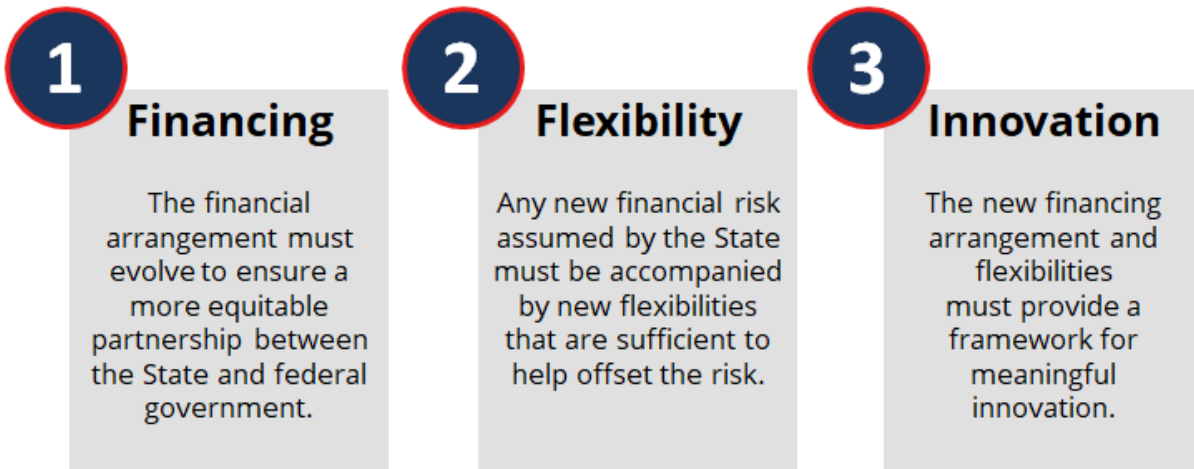 1
Financing
The financial
arrangement must
evolve to ensure a
more equitable
partnership between
the State and federal
government.
2
Flexibility
Any new financial risk
assumed by the State
must be accompanied
by new flexibilities
that are sufficient to
help offset the risk.
3
Innovation
The new financing
arrangement and
flexibilities
must provide a
framework for
meaningful
innovation.